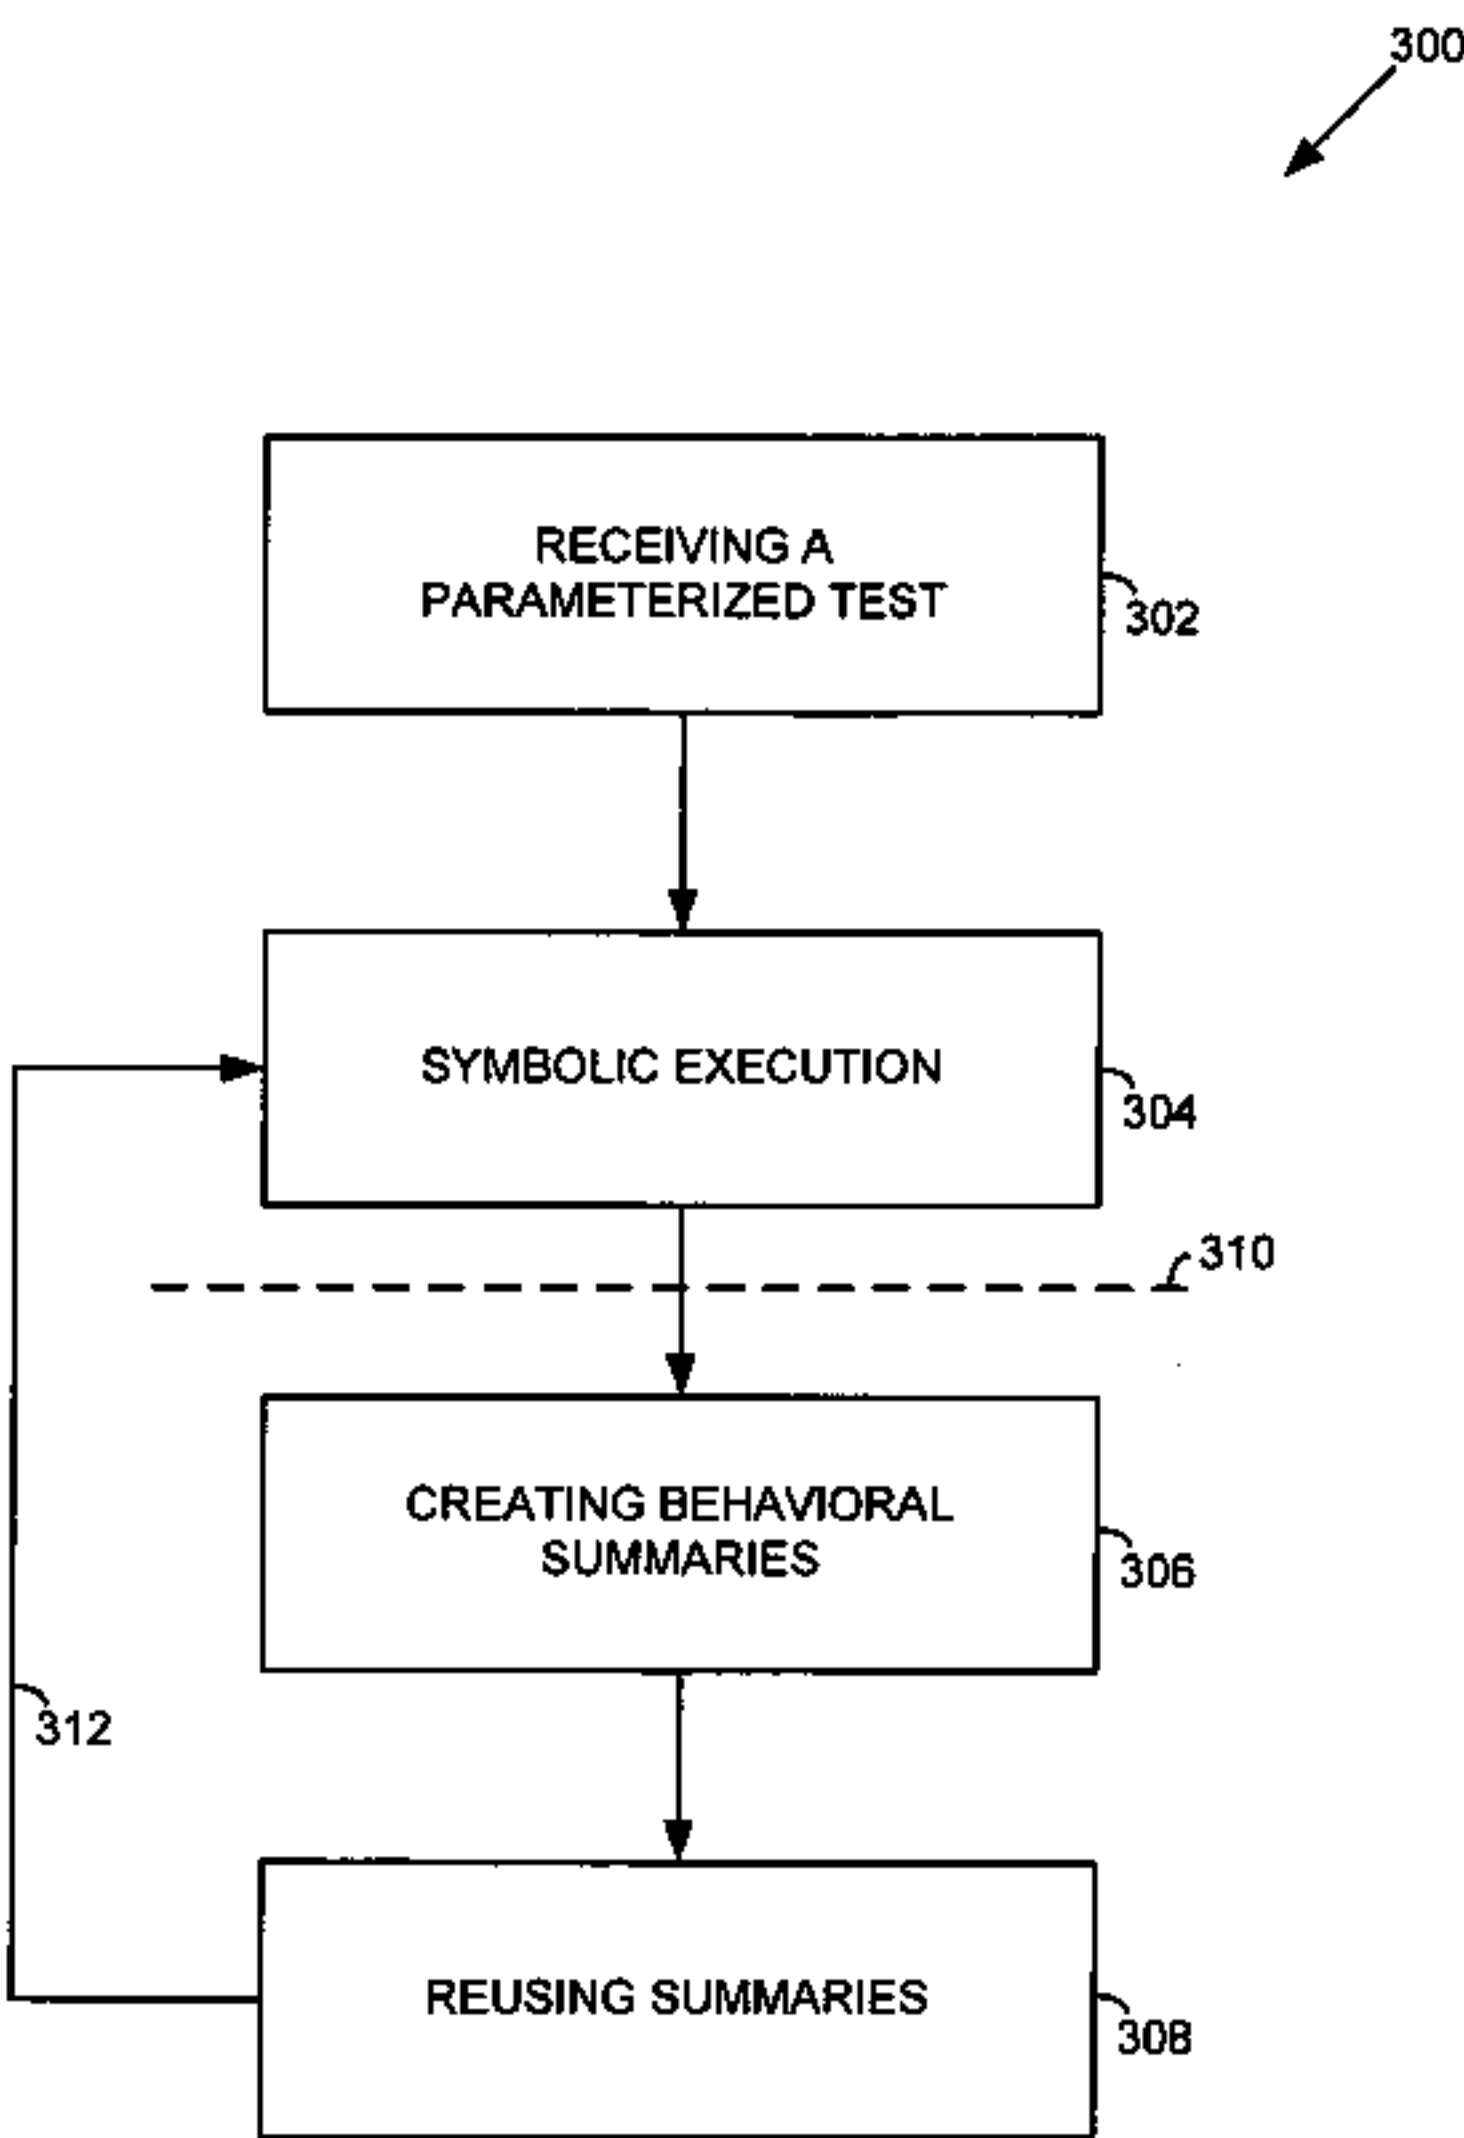 300
RECEIVING A
PARAMETERIZED TEST
302
SYMBOLIC EXECUTION
304
310
CREATING BEHAVIORAL
SUMMARIES
306
312
REUSING SUMMARIES
308